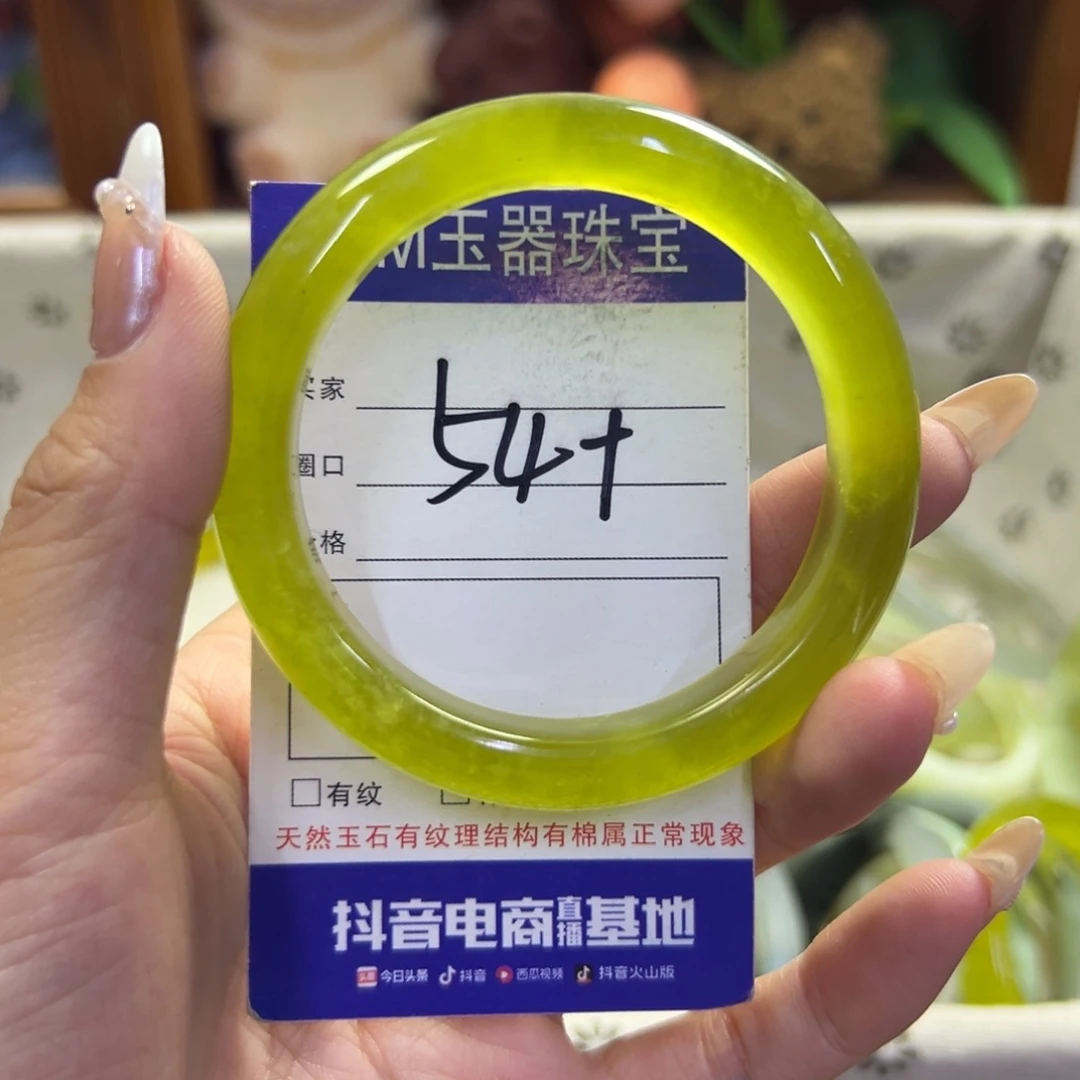 M玉器珠宝
卖家
圈口
54+
格
有纹
天然玉石有纹理结构有棉属正常现象
抖音电商直播基地
今日头条 抖音 西瓜视频 抖音火山版